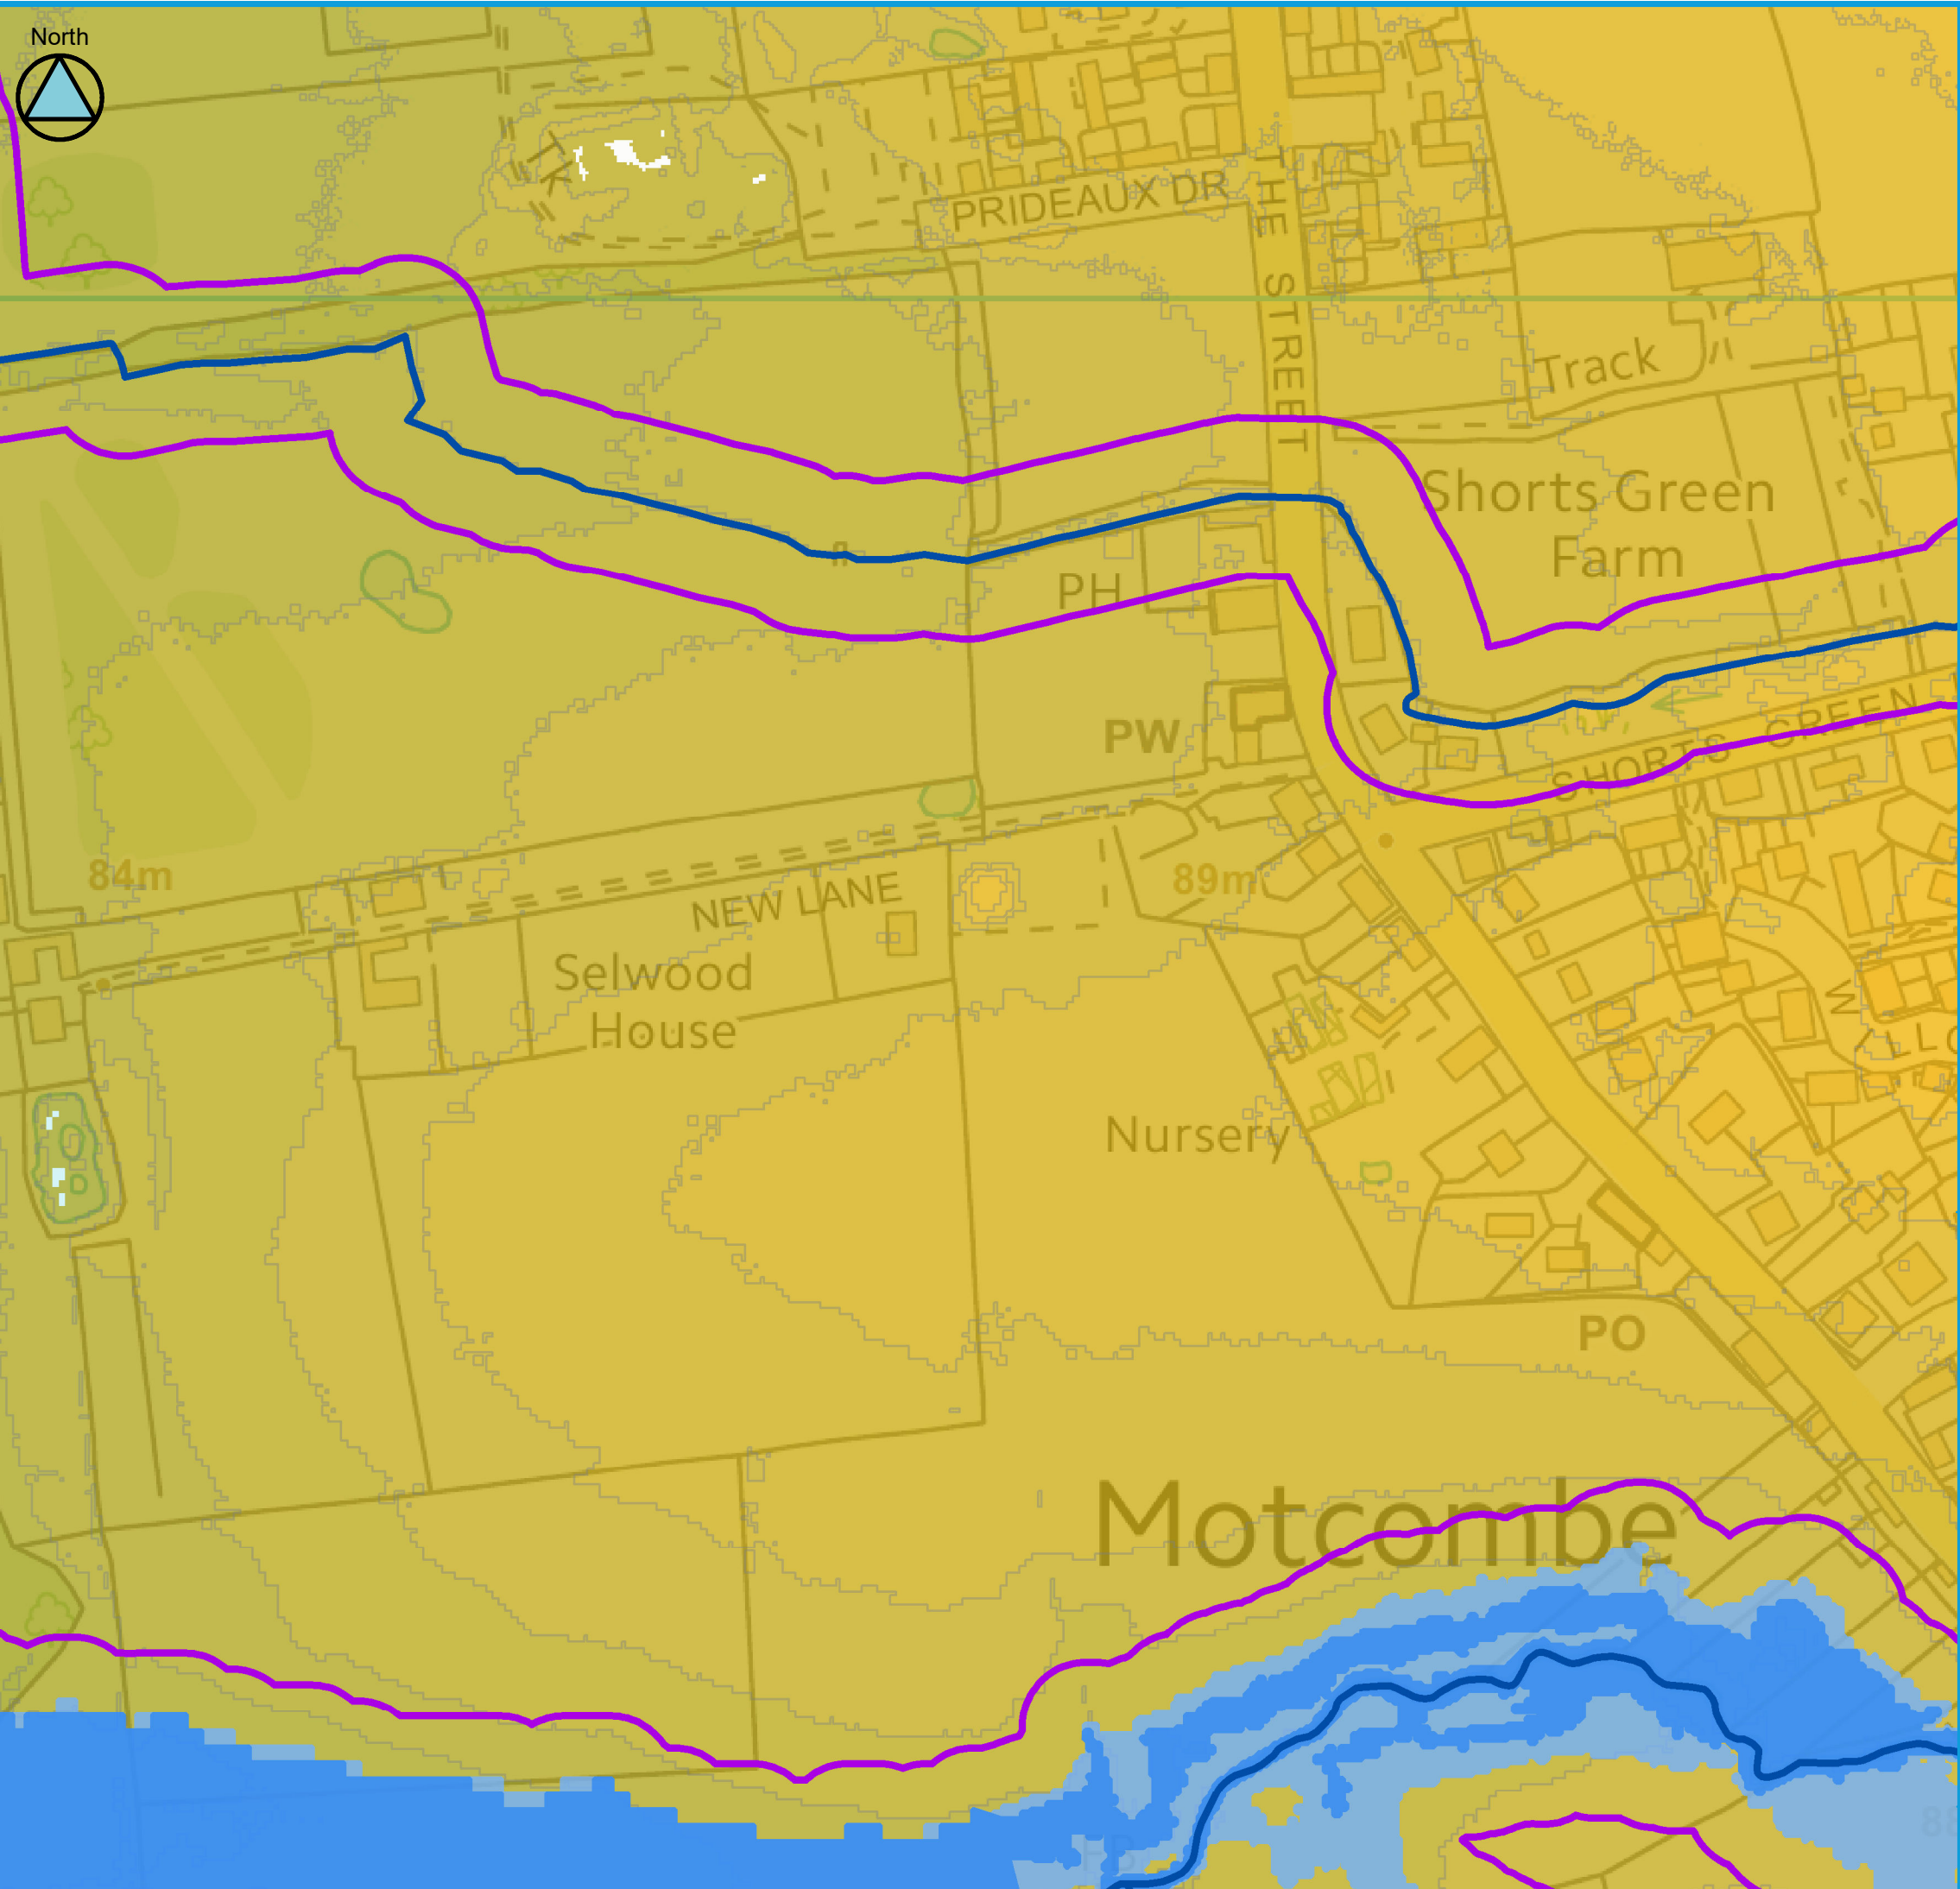 North
TK
PRIDEAUX DR
THE STREET
Track
Shorts Green
Farm
PH
PW
SHORTS GREEN
84m
89m
NEW LANE
Selwood
House
Nursery
PO
Motcombe